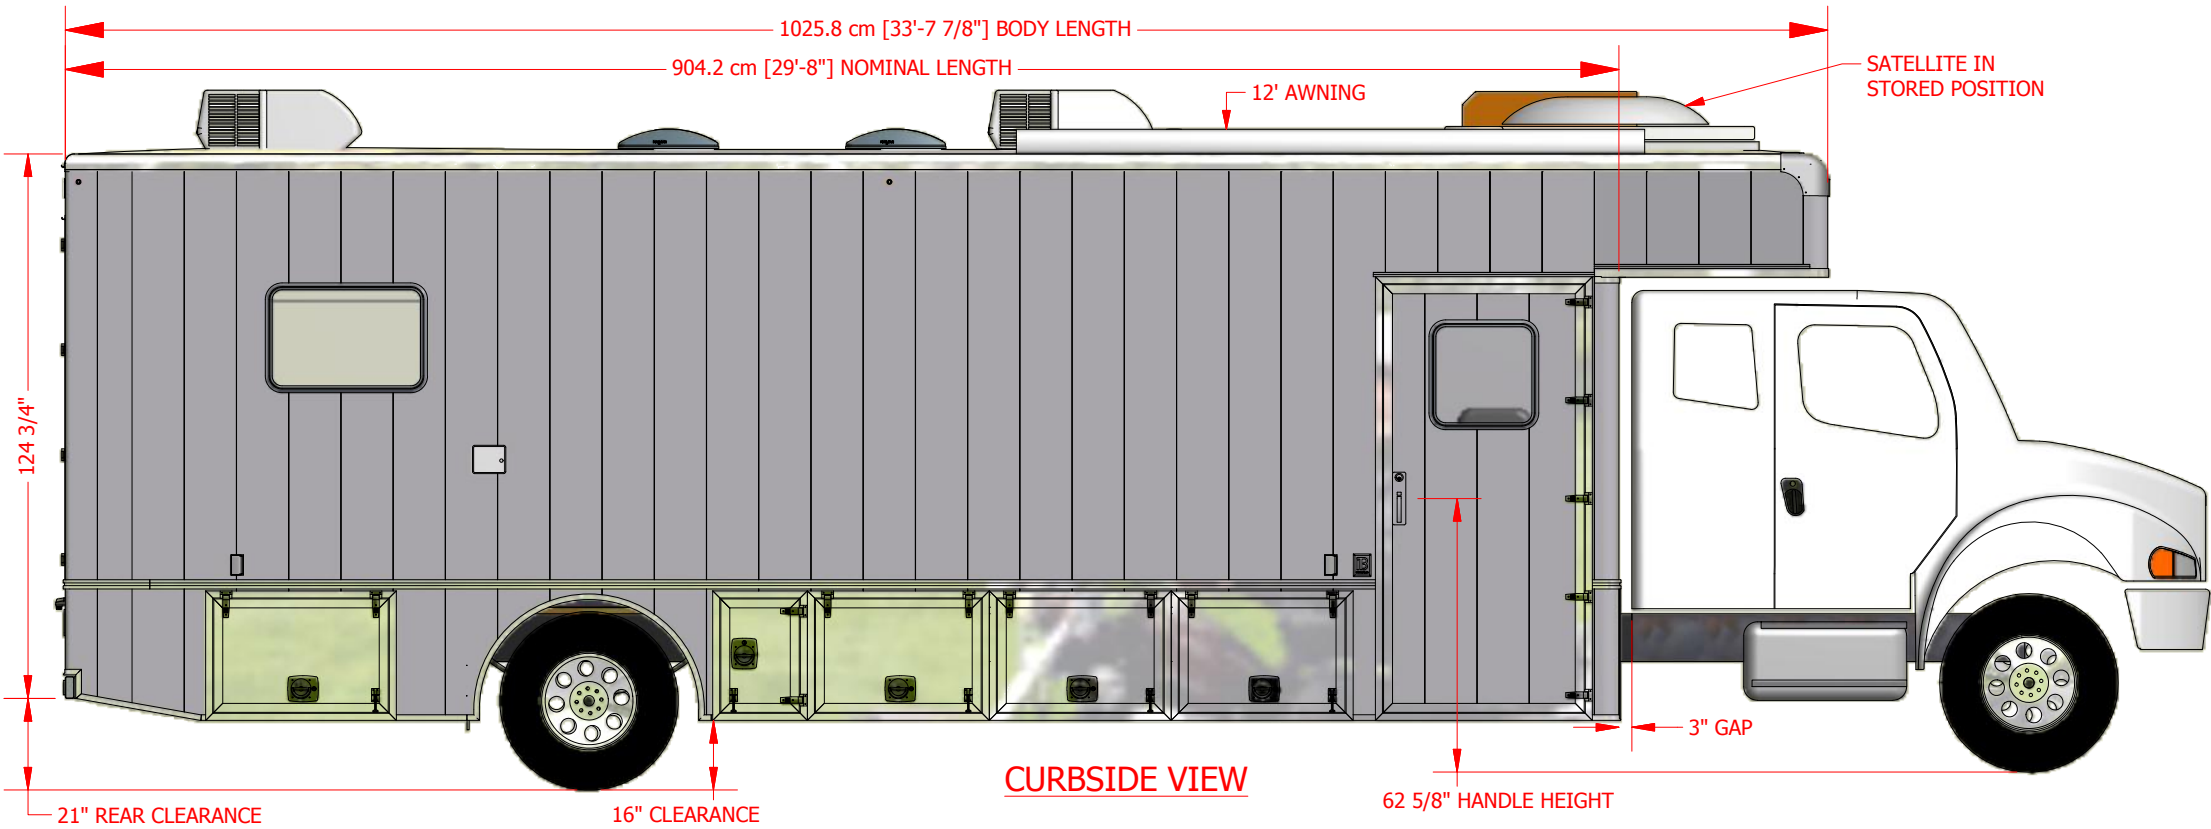 1025.8 cm [33'-7 7/8"] BODY LENGTH
904.2 cm [29'-8"] NOMINAL LENGTH
SATELLITE IN
STORED POSITION
12' AWNING
124 3/4"
B
3" GAP
CURBSIDE VIEW
62 5/8" HANDLE HEIGHT
21" REAR CLEARANCE
16" CLEARANCE